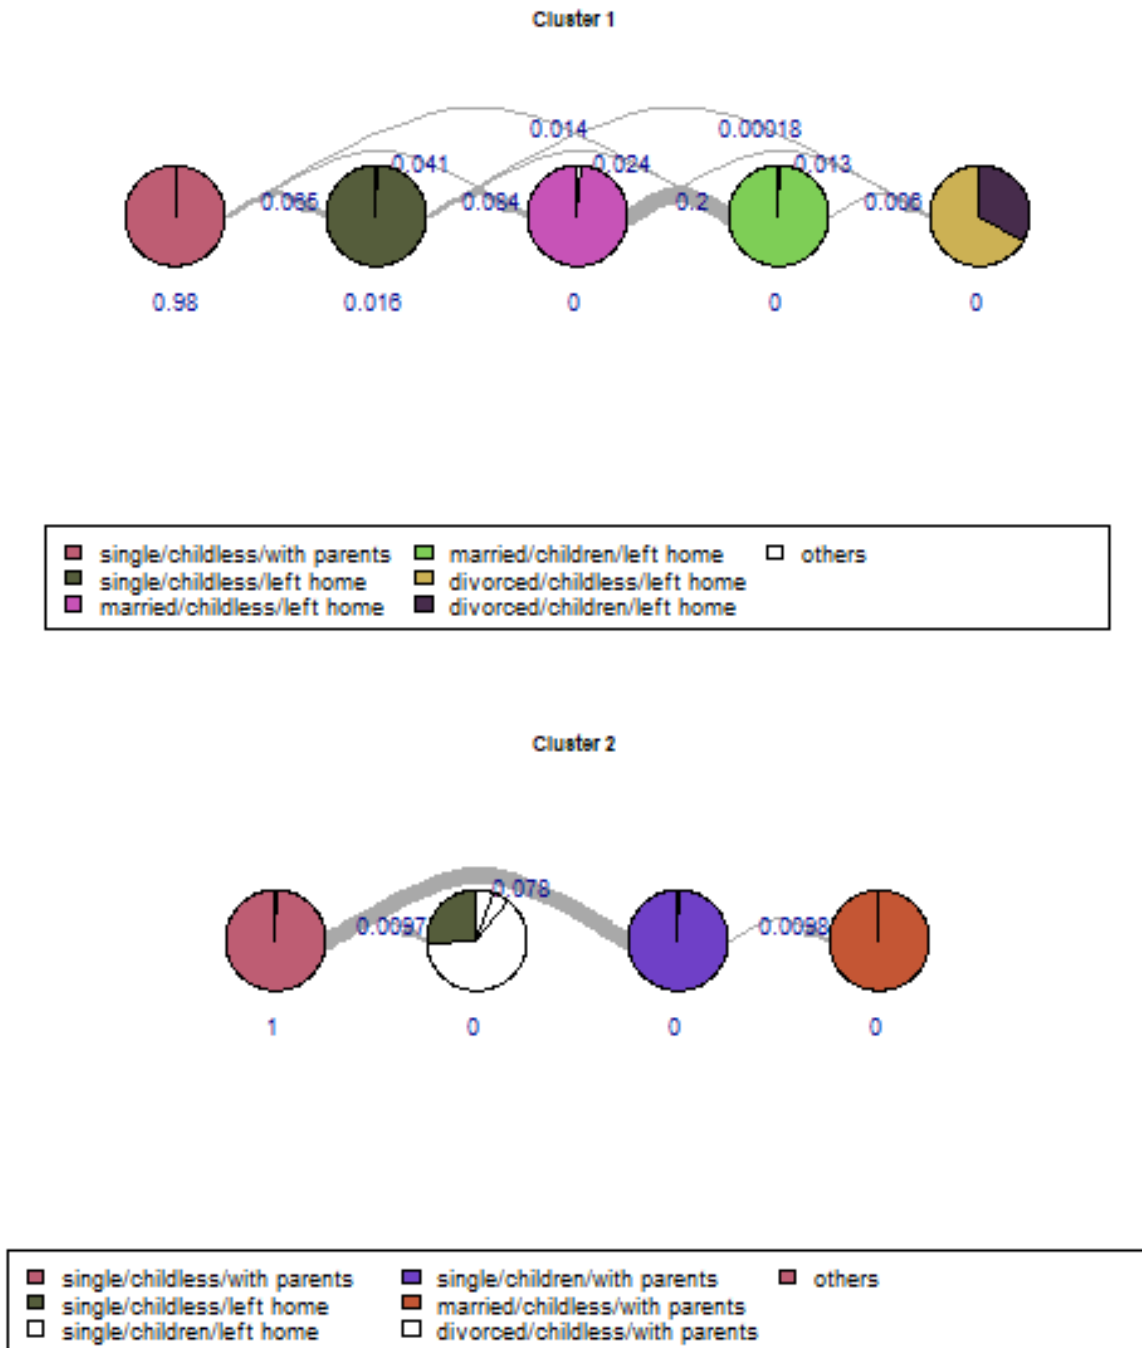 Cluster 1
0.014 0.00018
0.041 0.024 0.013
0.065 0.084 0.2 0.006
0.98 0.016 0 0 0
single/childless/with parents married/children/left home others
single/childless/left home divorced/childless/left home
married/childless/left home divorced/children/left home
Cluster 2
0.078
0.0097 0.0098
1 0 0 0
single/childless/with parents single/children/with parents others
single/childless/left home married/childless/with parents
single/children/left home divorced/childless/with parents